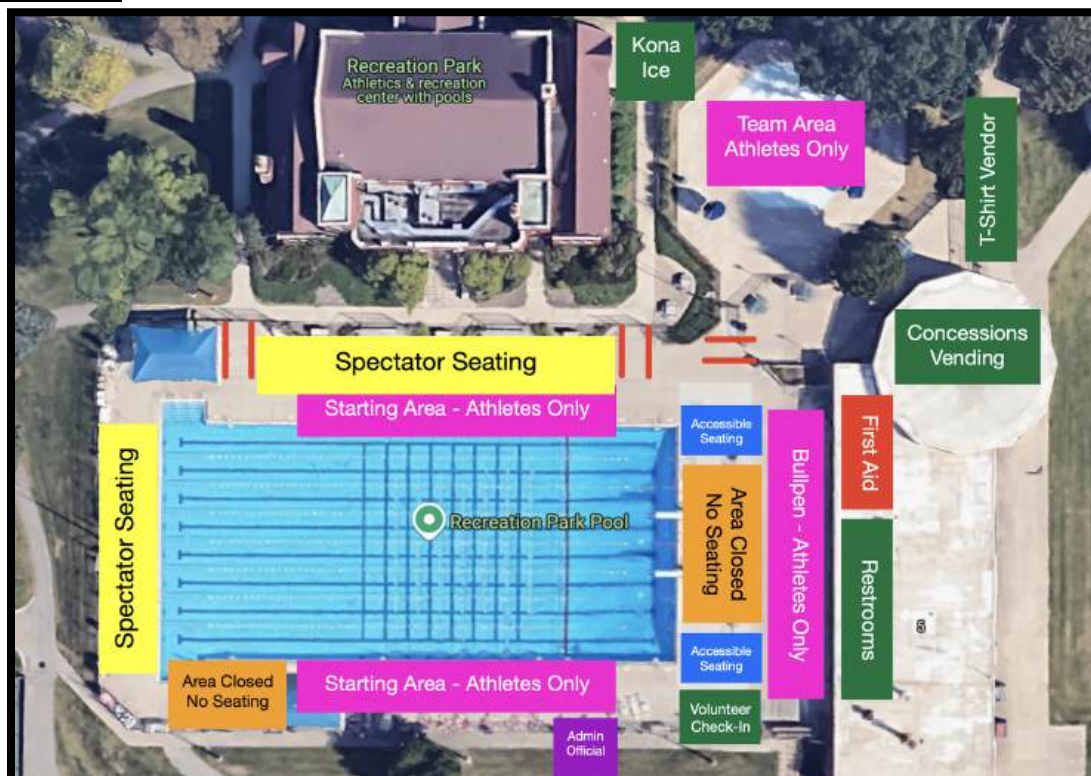 Kona
Ice
Recreation Park
Athletics & recreation
center with pools
Team Area
Athletes Only
T-Shirt Vendor
Concessions
Vending
Spectator Seating
Starting Area - Athletes Only
Accessible
Seating
First Aid
Spectator Seating
Recreation Park Pool
Area Closed
No Seating
Bullpen - Athletes Only
Restrooms
Accessible
Seating
Area Closed
No Seating
Starting Area - Athletes Only
Volunteer
Check-In
Admin
Official